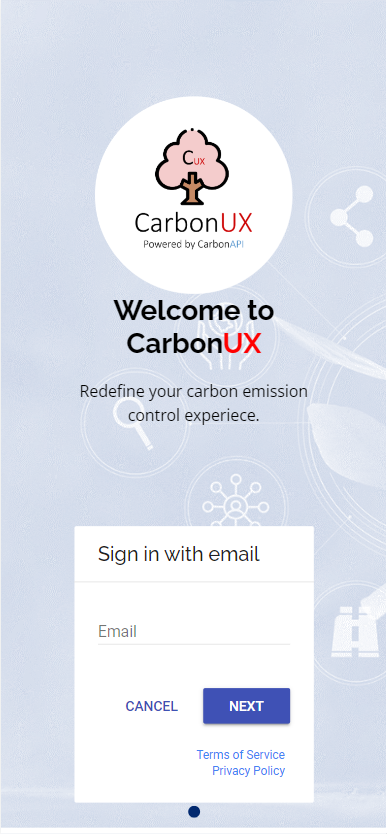 CUX
CarbonUX
Powered by CarbonAPI
Welcome to
CarbonUX
Redefine your carbon emission
control experiece.
Sign in with email
Email
CANCEL NEXT
Terms of Service
Privacy Policy